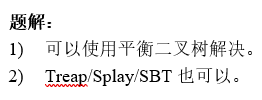 题解：
1) 可以使用平衡二叉树解决。
2) Treap/Splay/SBT 也可以。